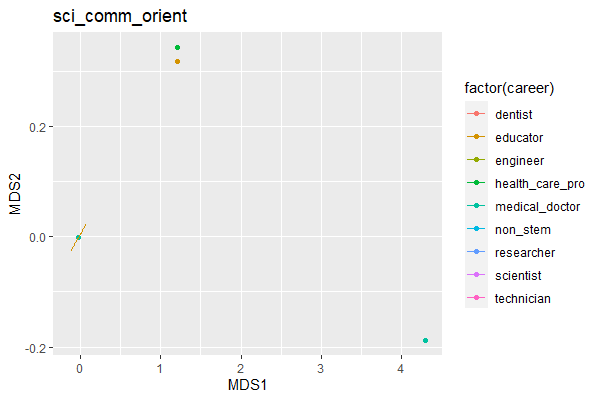 sci_comm_orient
MDS2
0.2
0.0
-0.2
0
1
2
3
4
MDS1
factor(career)
dentist
educator
engineer
health_care_pro
medical_doctor
non_stem
researcher
scientist
technician